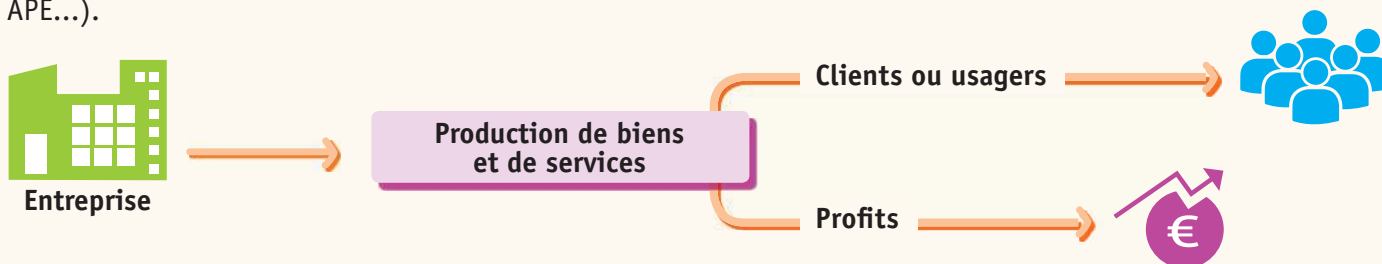 APE...).
Clients ou usagers
Production de biens
et de services
Entreprise
Profits
€